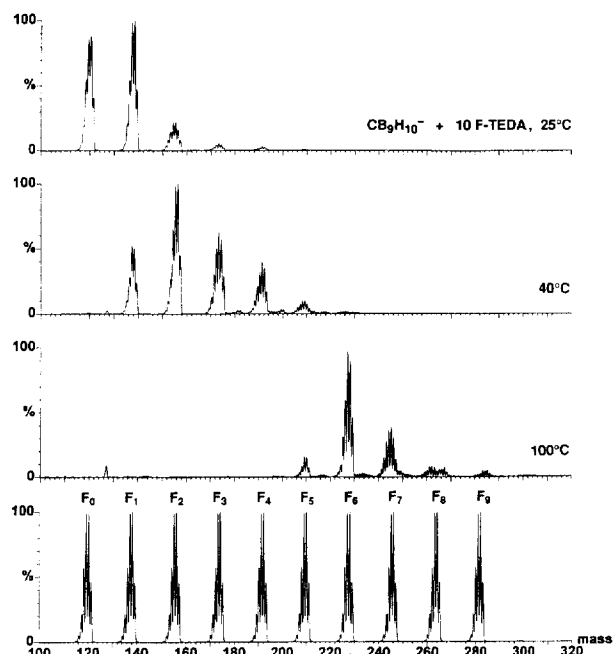 100
%
0
CB₉H₁₀⁻ + 10 F-TEDA, 25°C
100
%
0
40°C
100
%
0
100°C
F₀ F₁ F₂ F₃ F₄ F₅ F₆ F₇ F₈ F₉
100
%
0
mass
100 120 140 160 180 200 220 240 260 280 300 320